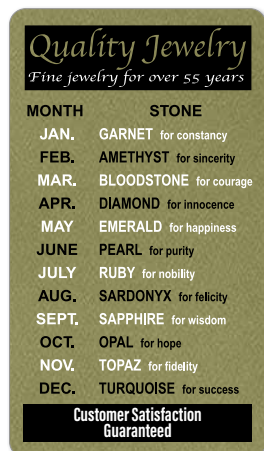 Quality Jewelry
Fine jewelry for over 55 years
MONTH STONE
JAN. GARNET for constancy
FEB. AMETHYST for sincerity
MAR. BLOODSTONE for courage
APR. DIAMOND for innocence
MAY EMERALD for happiness
JUNE PEARL for purity
JULY RUBY for nobility
AUG. SARDONYX for felicity
SEPT. SAPPHIRE for wisdom
OCT. OPAL for hope
NOV. TOPAZ for fidelity
DEC. TURQUOISE for success
Customer Satisfaction
Guaranteed